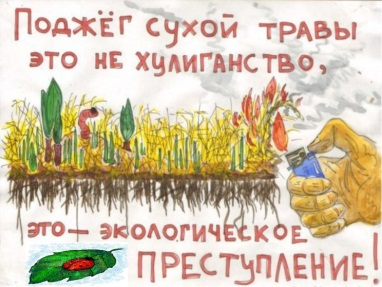 ПОДЖЁГ СУХОЙ ТРАВЫ
ЭТО НЕ ХУЛИГАНСТВО,
ЭТО – ЭКОЛОГИЧЕСКОЕ
ПРЕСТУПЛЕНИЕ!